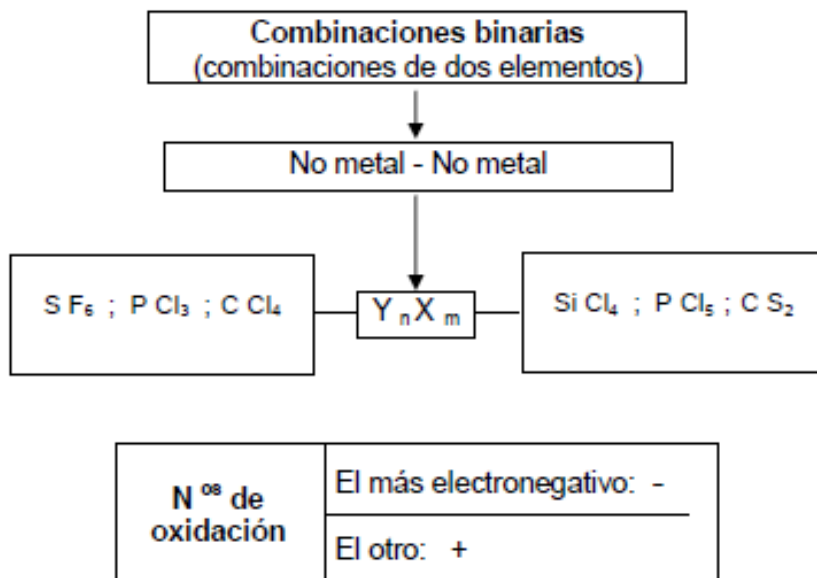 Combinaciones binarias
(combinaciones de dos elementos)
No metal - No metal
S F₆ ; P Cl₃ ; C Cl₄
Y n X m
Si Cl₄ ; P Cl₅ ; C S₂
N ºˢ de
oxidación
El más electronegativo: -
El otro: +